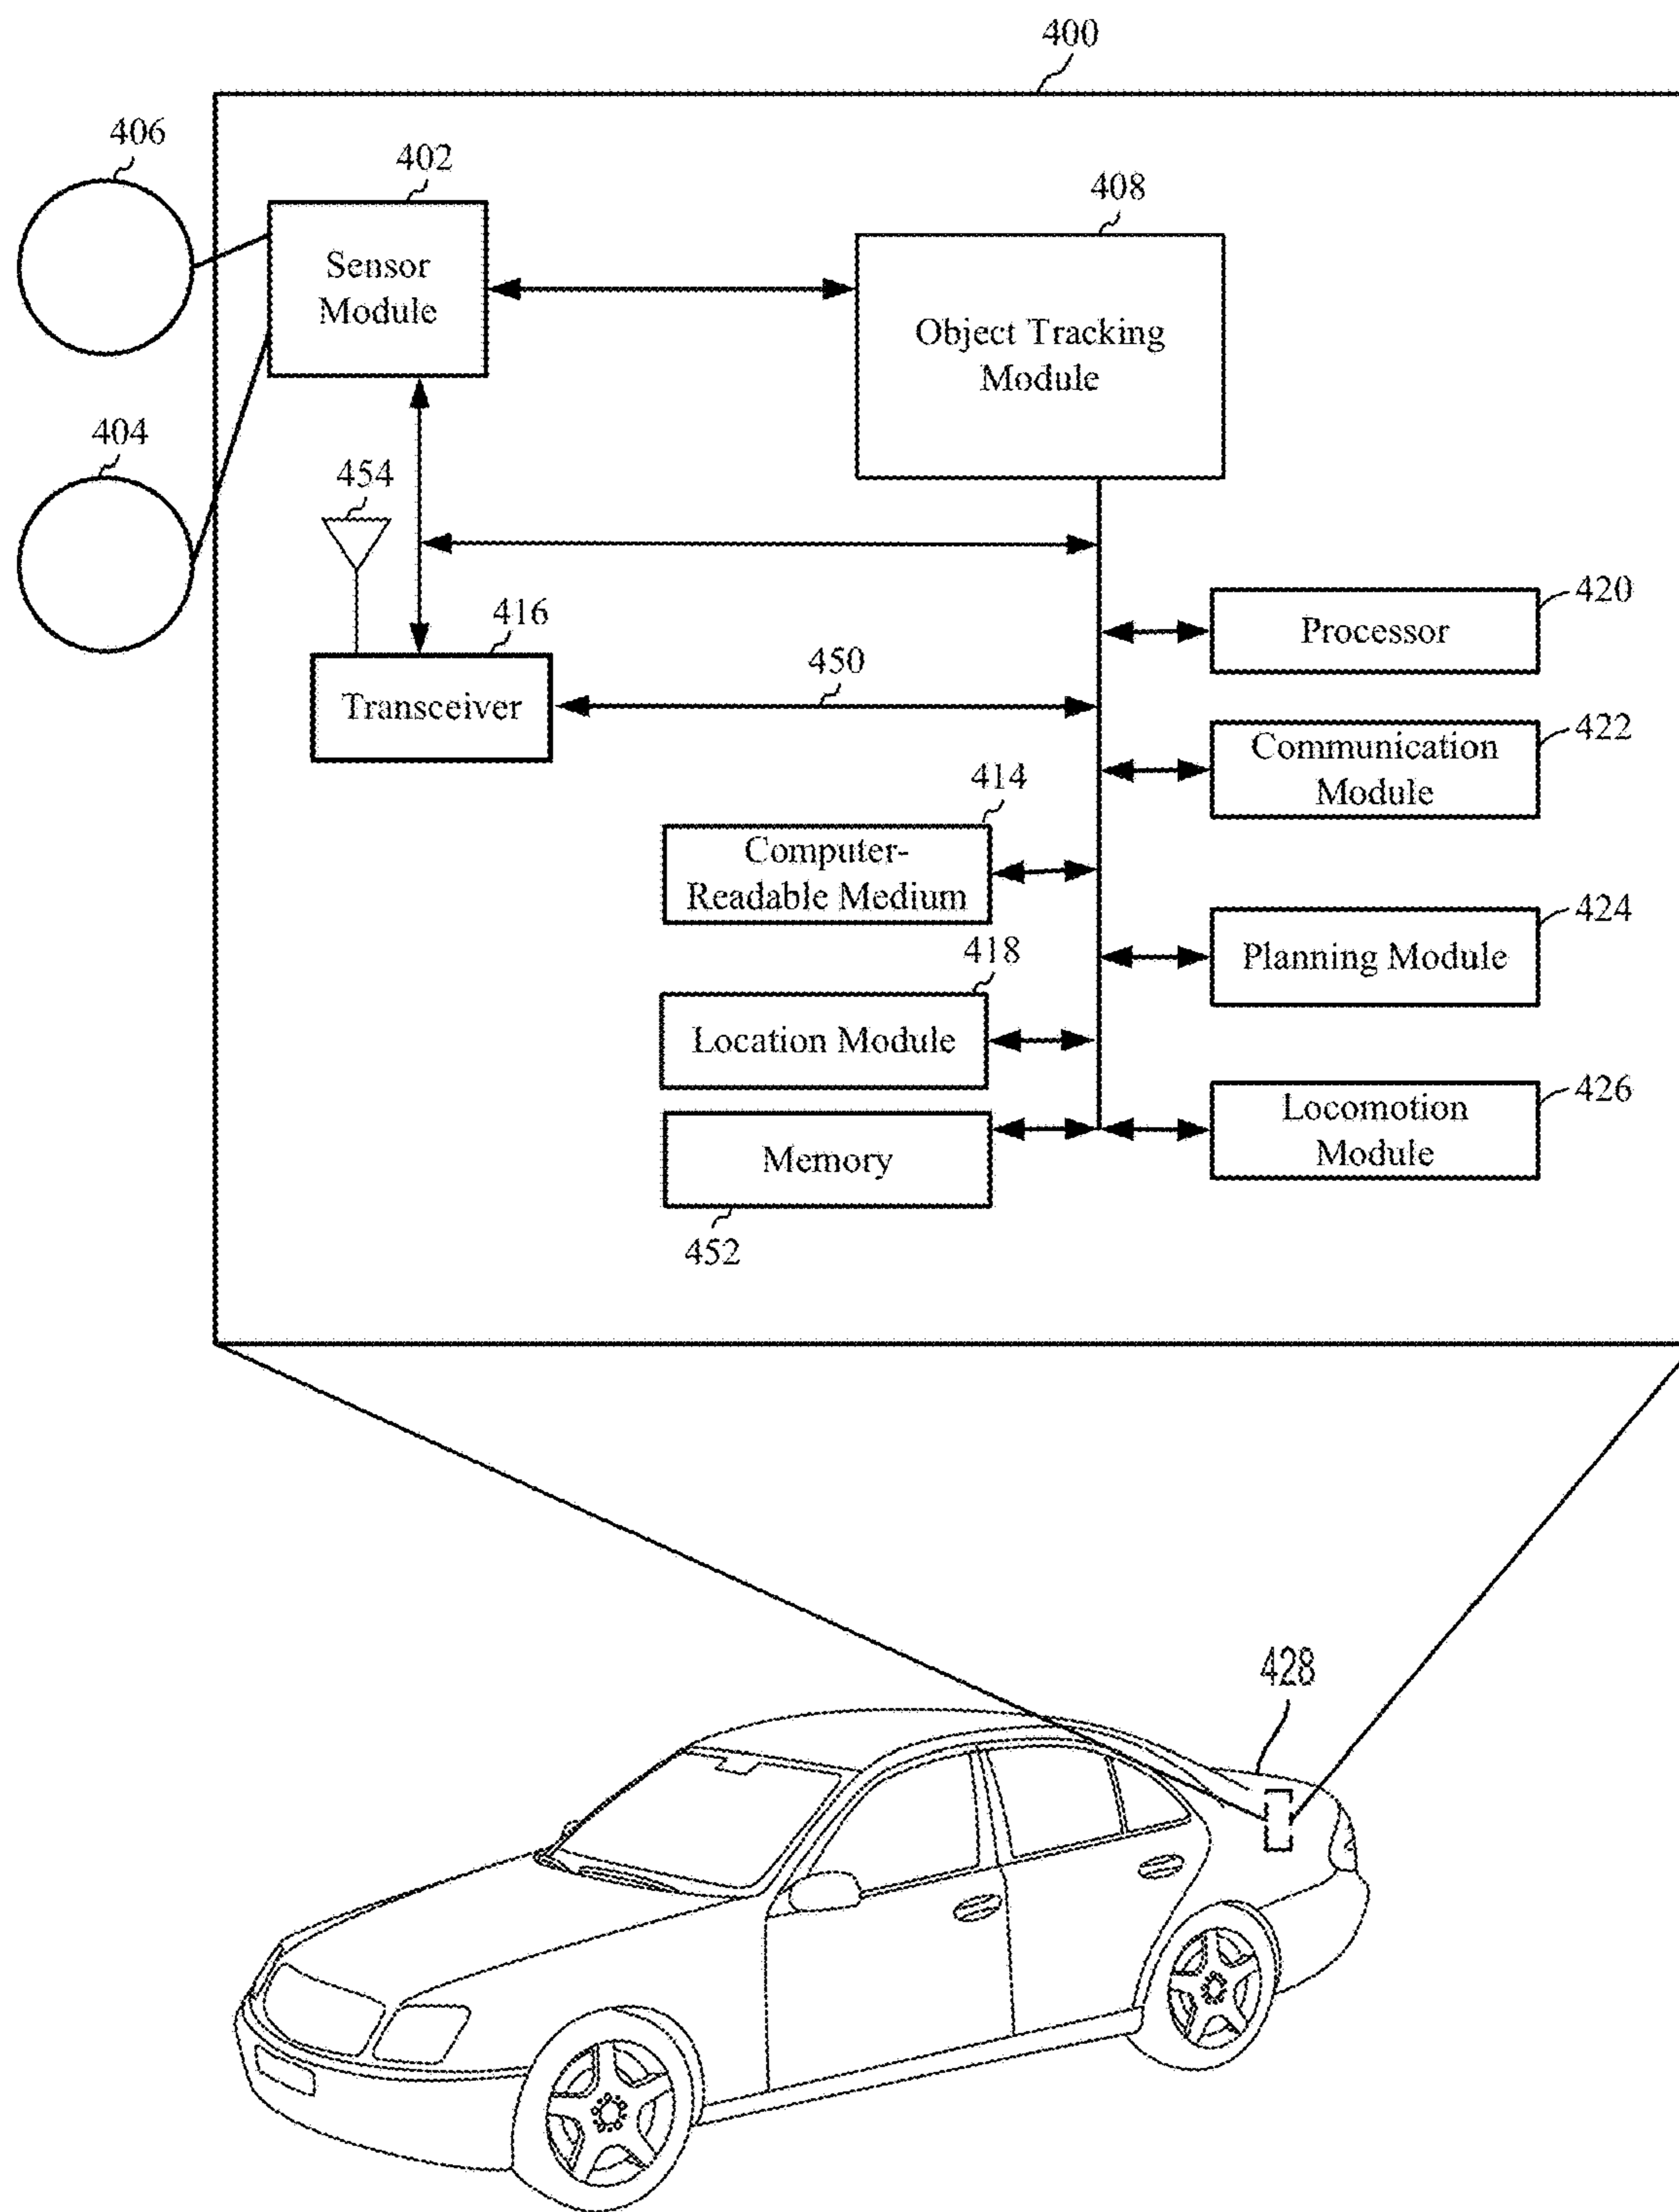 400
406
402
408
Sensor
Module
Object Tracking
Module
404
454
416
450
420
Transceiver
Processor
422
Communication
Module
414
Computer-
Readable Medium
424
Planning Module
418
Location Module
426
Locomotion
Module
Memory
452
428